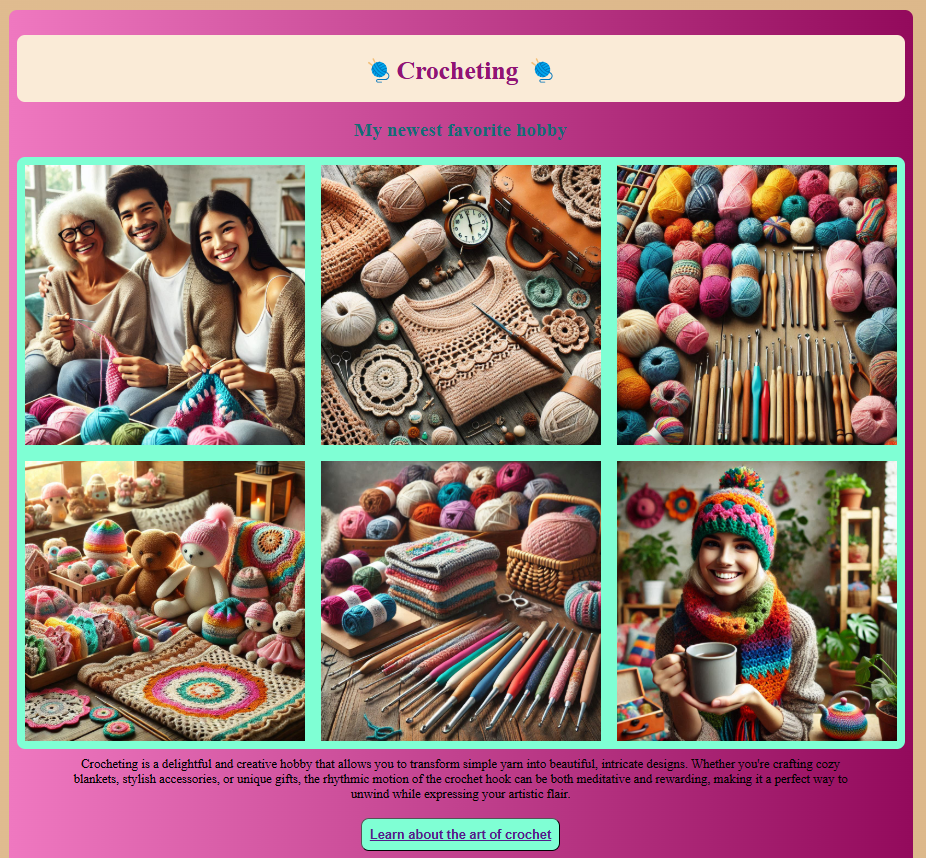 🧶 Crocheting 🧶
My newest favorite hobby
Crocheting is a delightful and creative hobby that allows you to transform simple yarn into beautiful, intricate designs. Whether you're crafting cozy
blankets, stylish accessories, or unique gifts, the rhythmic motion of the crochet hook can be both meditative and rewarding, making it a perfect way to
unwind while expressing your artistic flair.
Learn about the art of crochet